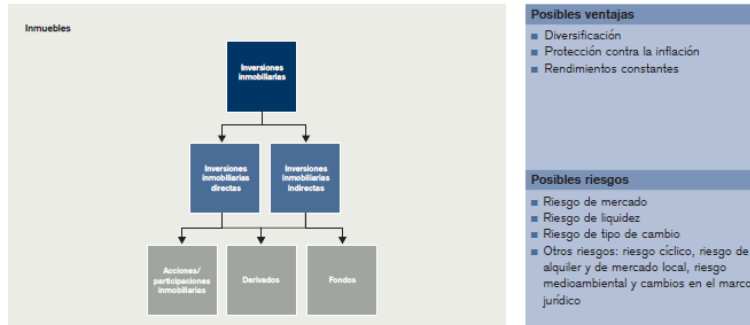 Inmuebles
Inversiones
inmobiliarias
Inversiones
inmobiliarias
directas
Inversiones
inmobiliarias
indirectas
Acciones/
participaciones
inmobiliarias
Derivados
Fondos
Posibles ventajas
Diversificación
Protección contra la inflación
Rendimientos constantes
Posibles riesgos
Riesgo de mercado
Riesgo de liquidez
Riesgo de tipo de cambio
Otros riesgos: riesgo cíclico, riesgo de
alquiler y de mercado local, riesgo
medioambiental y cambios en el marco
jurídico